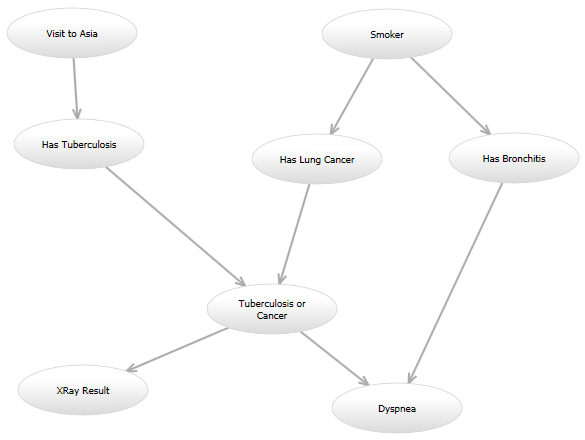 Visit to Asia
Smoker
Has Tuberculosis
Has Lung Cancer
Has Bronchitis
Tuberculosis or
Cancer
XRay Result
Dyspnea